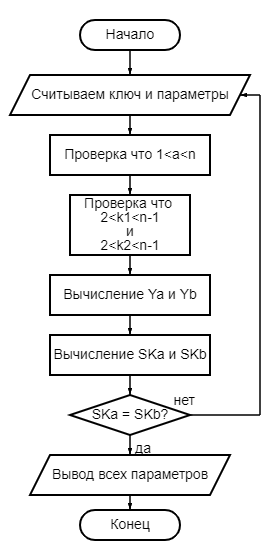 Начало
Считываем ключ и параметры
Проверка что 1<a<n
Проверка что
2<k1<n-1
и
2<k2<n-1
Вычисление Ya и Yb
Вычисление SKa и SKb
нет
SKa = SKb?
да
Вывод всех параметров
Конец